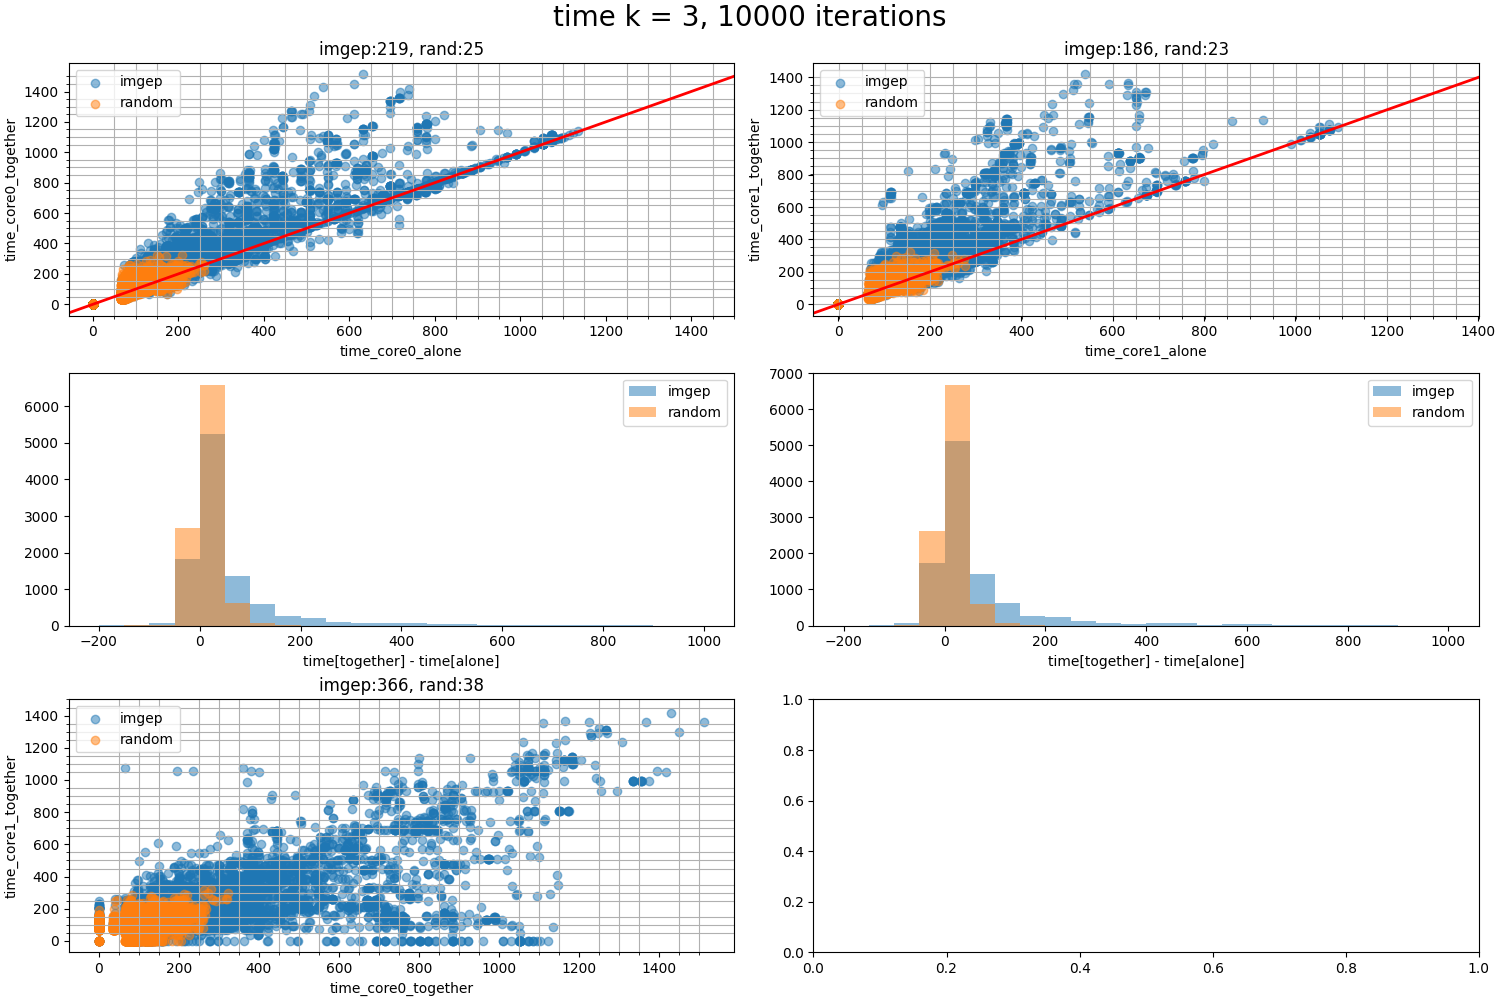 time k = 3, 10000 iterations
imgep:219, rand:25
imgep
random
time_core0_together
0
200
400
600
800
1000
1200
1400
0 200 400 600 800 1000 1200 1400
time_core0_alone
imgep:186, rand:23
imgep
random
time_core1_together
1400
1200
1000
800
600
400
200
0
0 200 400 600 800 1000 1200 1400
time_core1_alone
imgep
random
6000
5000
4000
3000
2000
1000
0
−200 0 200 400 600 800 1000
time[together] - time[alone]
imgep
random
7000
6000
5000
4000
3000
2000
1000
0
−200 0 200 400 600 800 1000
time[together] - time[alone]
imgep:366, rand:38
imgep
random
time_core1_together
1400
1200
1000
800
600
400
200
0
0 200 400 600 800 1000 1200 1400
time_core0_together
1.0
0.8
0.6
0.4
0.2
0.0
0.0 0.2 0.4 0.6 0.8 1.0